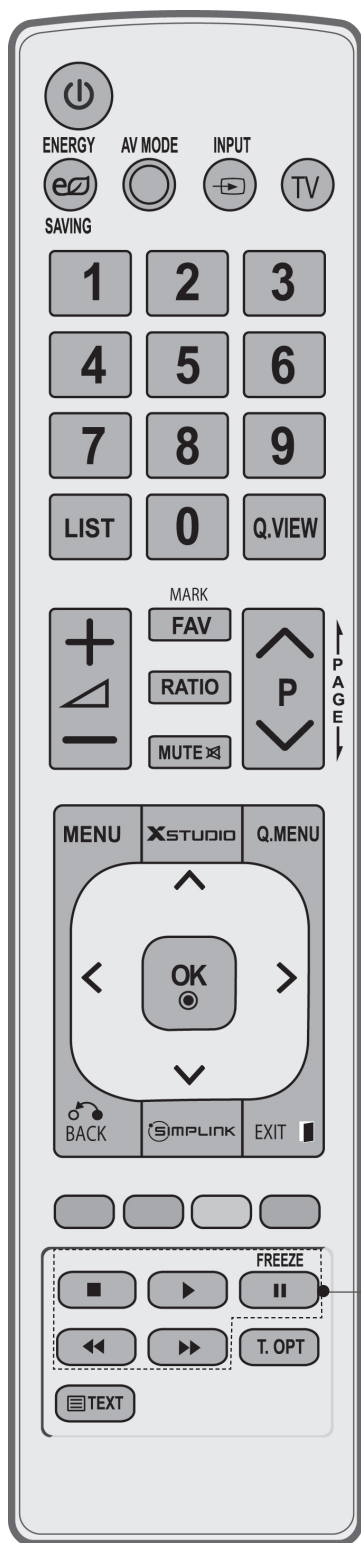 ENERGY AV MODE INPUT
TV
SAVING
1 2 3
4 5 6
7 8 9
LIST 0 Q.VIEW
MARK
FAV
RATIO
P
PAGE
MUTE
MENU XSTUDIO Q.MENU
OK
BACK SIMPLINK EXIT
FREEZE
T. OPT
TEXT